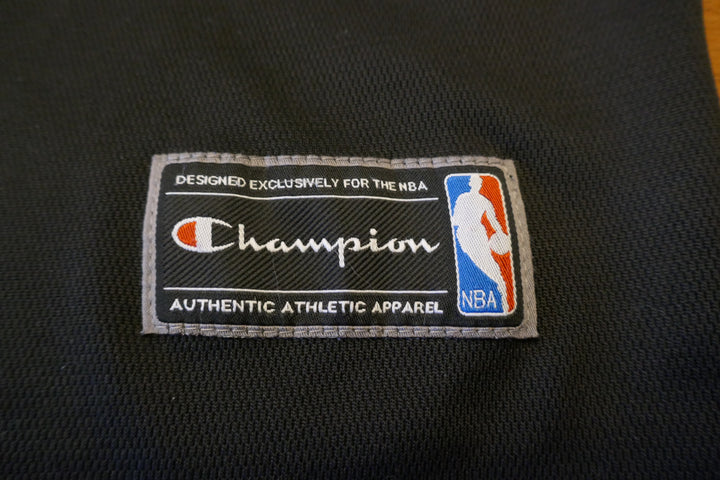 DESIGNED EXCLUSIVELY FOR THE NBA
Champion
AUTHENTIC ATHLETIC APPAREL
NBA